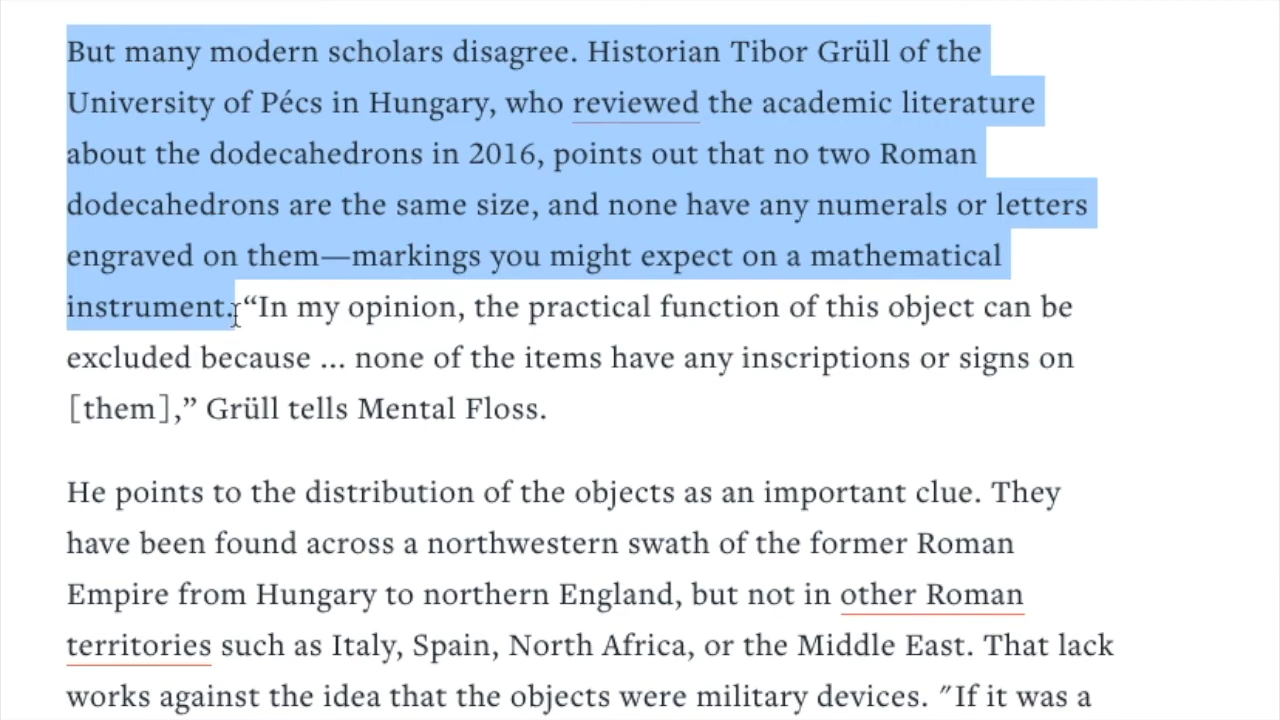 But many modern scholars disagree. Historian Tibor Grüll of the
University of Pécs in Hungary, who reviewed the academic literature
about the dodecahedrons in 2016, points out that no two Roman
dodecahedrons are the same size, and none have any numerals or letters
engraved on them—markings you might expect on a mathematical
instrument. “In my opinion, the practical function of this object can be
excluded because ... none of the items have any inscriptions or signs on
[them],” Grüll tells Mental Floss.
He points to the distribution of the objects as an important clue. They
have been found across a northwestern swath of the former Roman
Empire from Hungary to northern England, but not in other Roman
territories such as Italy, Spain, North Africa, or the Middle East. That lack
works against the idea that the objects were military devices. "If it was a